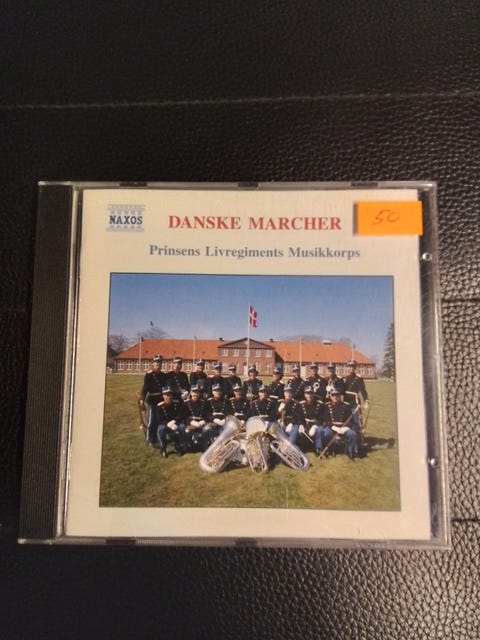 NAXOS
DANSKE MARCHER
50
Prinsens Livregiments Musikkorps